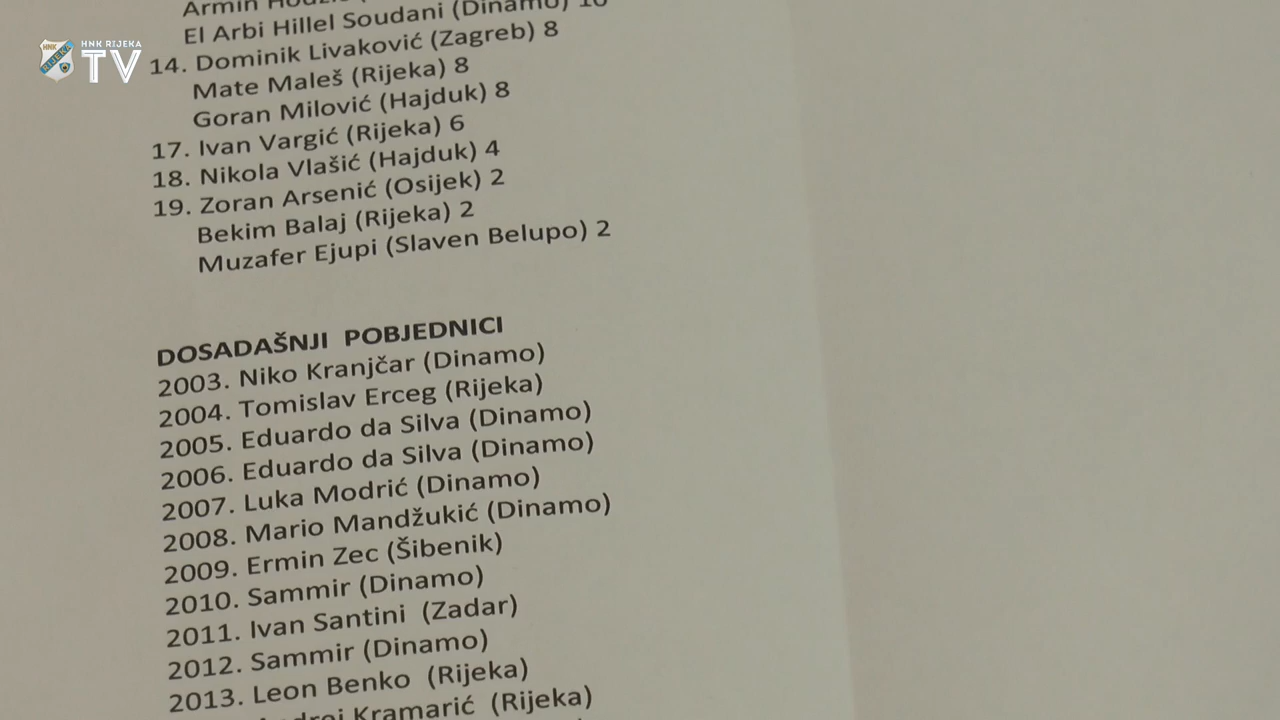 HNK RIJEKA
TV
Armin
El Arbi Hillel Soudani (Dinamo) 10
14. Dominik Livaković (Zagreb) 8
Mate Maleš (Rijeka) 8
Goran Milović (Hajduk) 8
17. Ivan Vargić (Rijeka) 6
18. Nikola Vlašić (Hajduk) 4
19. Zoran Arsenić (Osijek) 2
Bekim Balaj (Rijeka) 2
Muzafer Ejupi (Slaven Belupo) 2
DOSADAŠNJI POBJEDNICI
2003. Niko Kranjčar (Dinamo)
2004. Tomislav Erceg (Rijeka)
2005. Eduardo da Silva (Dinamo)
2006. Eduardo da Silva (Dinamo)
2007. Luka Modrić (Dinamo)
2008. Mario Mandžukić (Dinamo)
2009. Ermin Zec (Šibenik)
2010. Sammir (Dinamo)
2011. Ivan Santini (Zadar)
2012. Sammir (Dinamo)
2013. Leon Benko (Rijeka)
Andrej Kramarić (Rijeka)